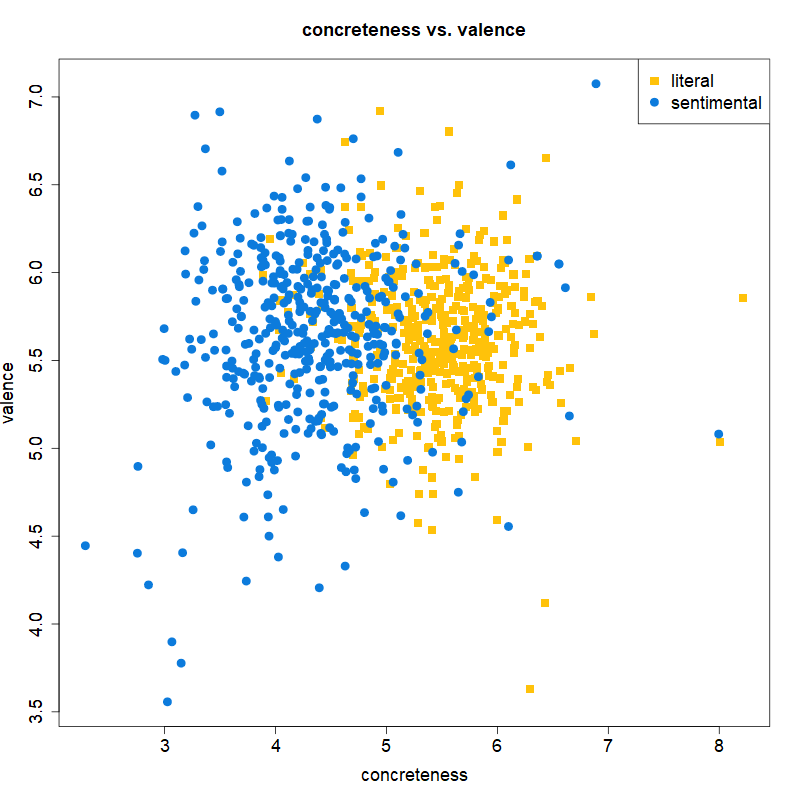 concreteness vs. valence
literal
sentimental
valence
7.0
6.5
6.0
5.5
5.0
4.5
4.0
3.5
3 4 5 6 7 8
concreteness